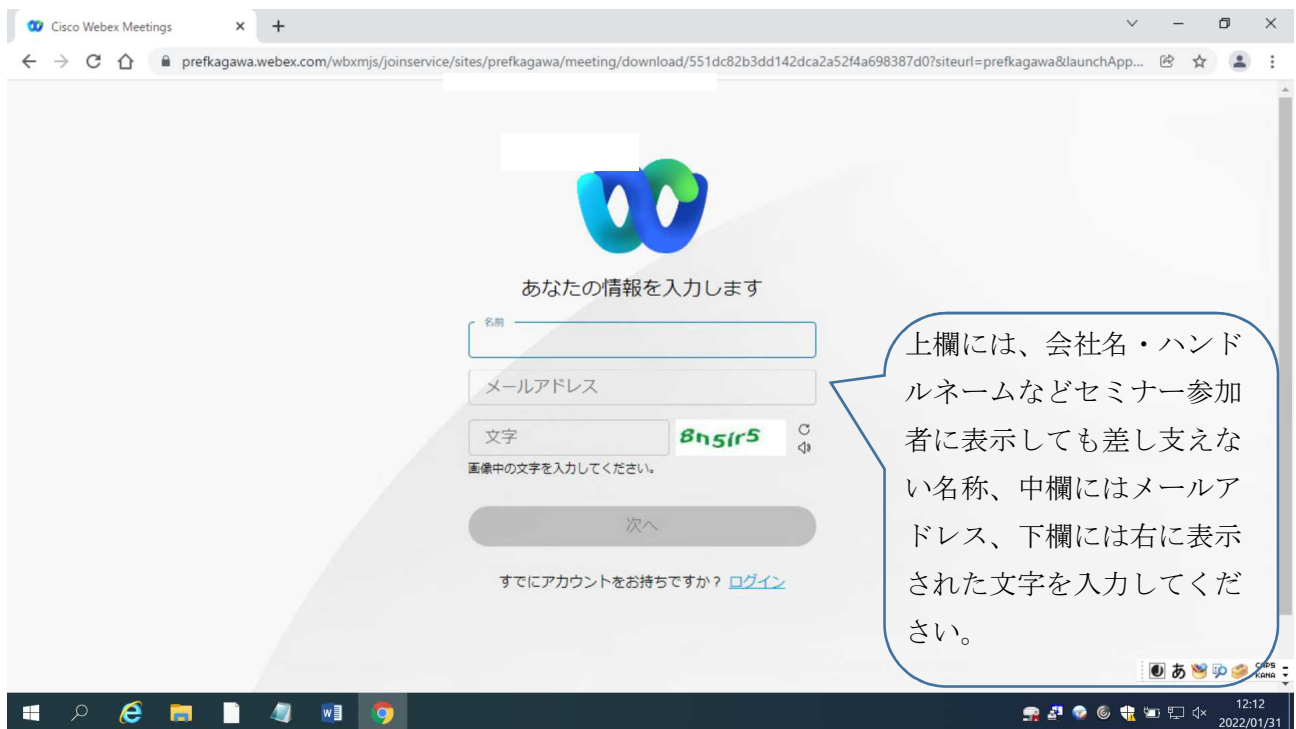 Cisco Webex Meetings
prefkagawa.webex.com/wbxmjs/joinservice/sites/prefkagawa/meeting/download/551dc82b3dd142dca2a52f4a698387d0?siteurl=prefkagawa&launchApp...
あなたの情報を入力します
名前
メールアドレス
文字
8n5ir5
画像中の文字を入力してください。
次へ
すでにアカウントをお持ちですか？ ログイン
上欄には、会社名・ハンド
ルネームなどセミナー参加
者に表示しても差し支えな
い名称、中欄にはメールア
ドレス、下欄には右に表示
された文字を入力してくだ
さい。
あ
CAPS
KANA
12:12
2022/01/31